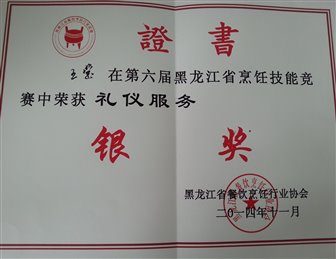 證書
王 在第六届黑龙江省烹饪技能竞
赛中荣获 礼仪服务
银奖
黑龙江省餐饮烹饪行业协会
二〇一四年十一月